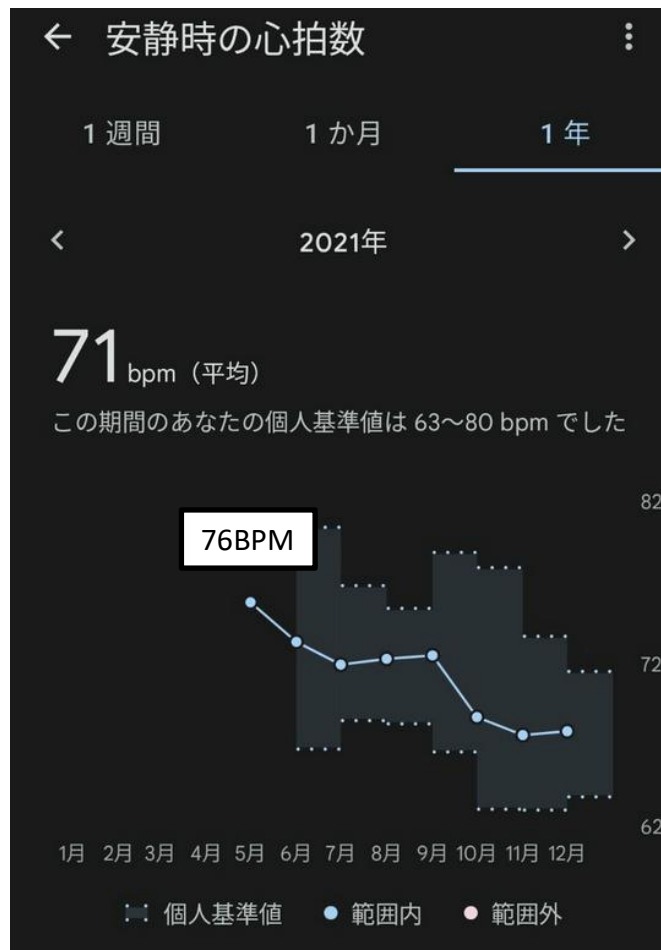 安静時の心拍数
1 週間 1 か月 1 年
2021年
71 bpm（平均）
この期間のあなたの個人基準値は 63～80 bpm でした
82
76BPM
72
62
1月 2月 3月 4月 5月 6月 7月 8月 9月 10月 11月 12月
個人基準値 範囲内 範囲外